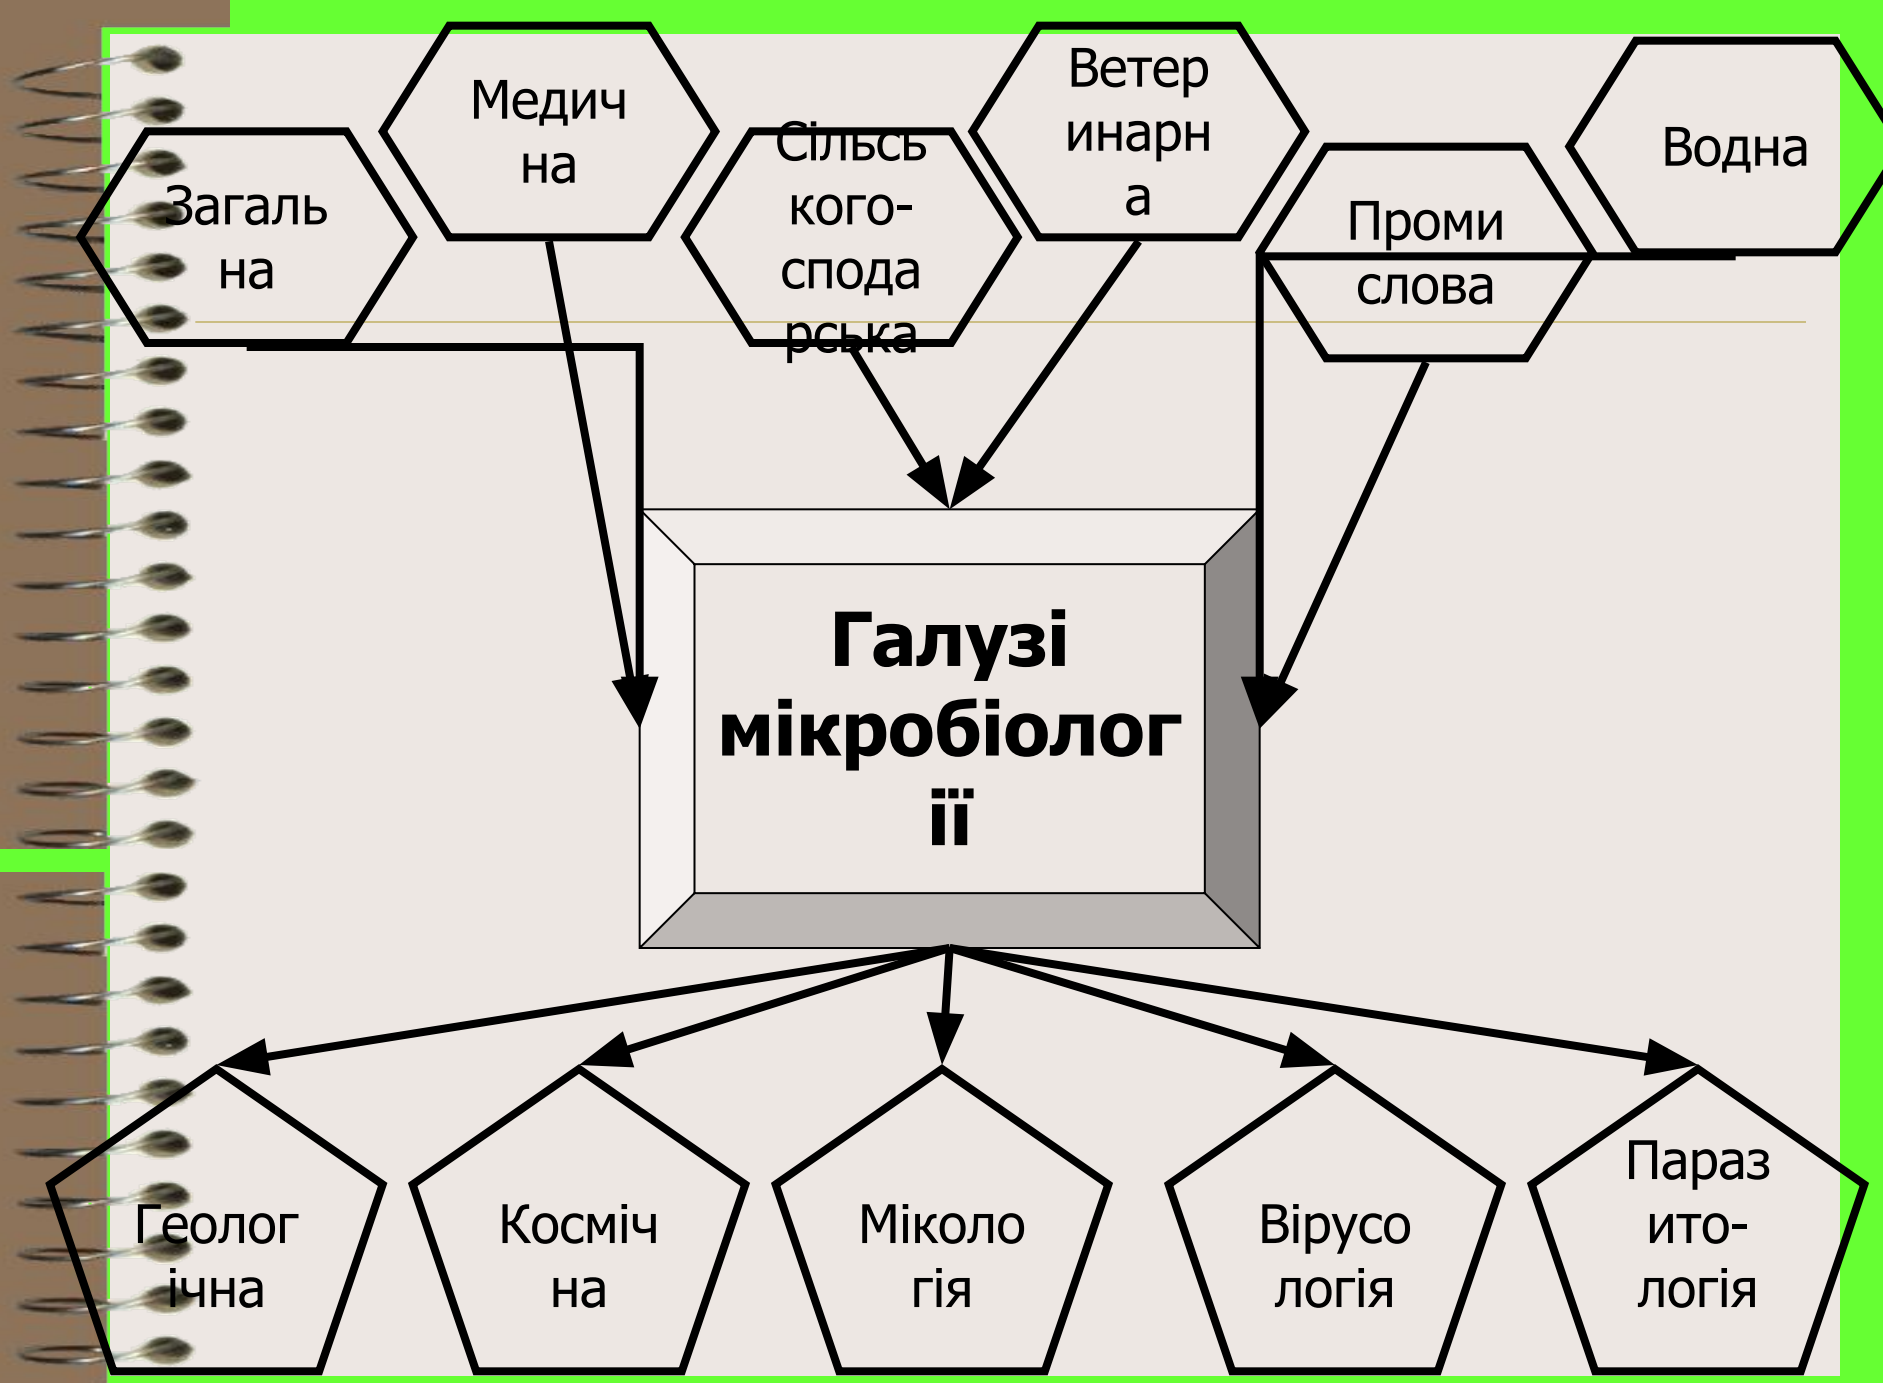 Загаль
на
Медич
на
Сільсь
кого-
спода
рська
Ветер
инарн
а
Проми
слова
Водна
Галузі
мікробіолог
ії
Геолог
ічна
Косміч
на
Міколо
гія
Вірусо
логія
Параз
ито-
логія